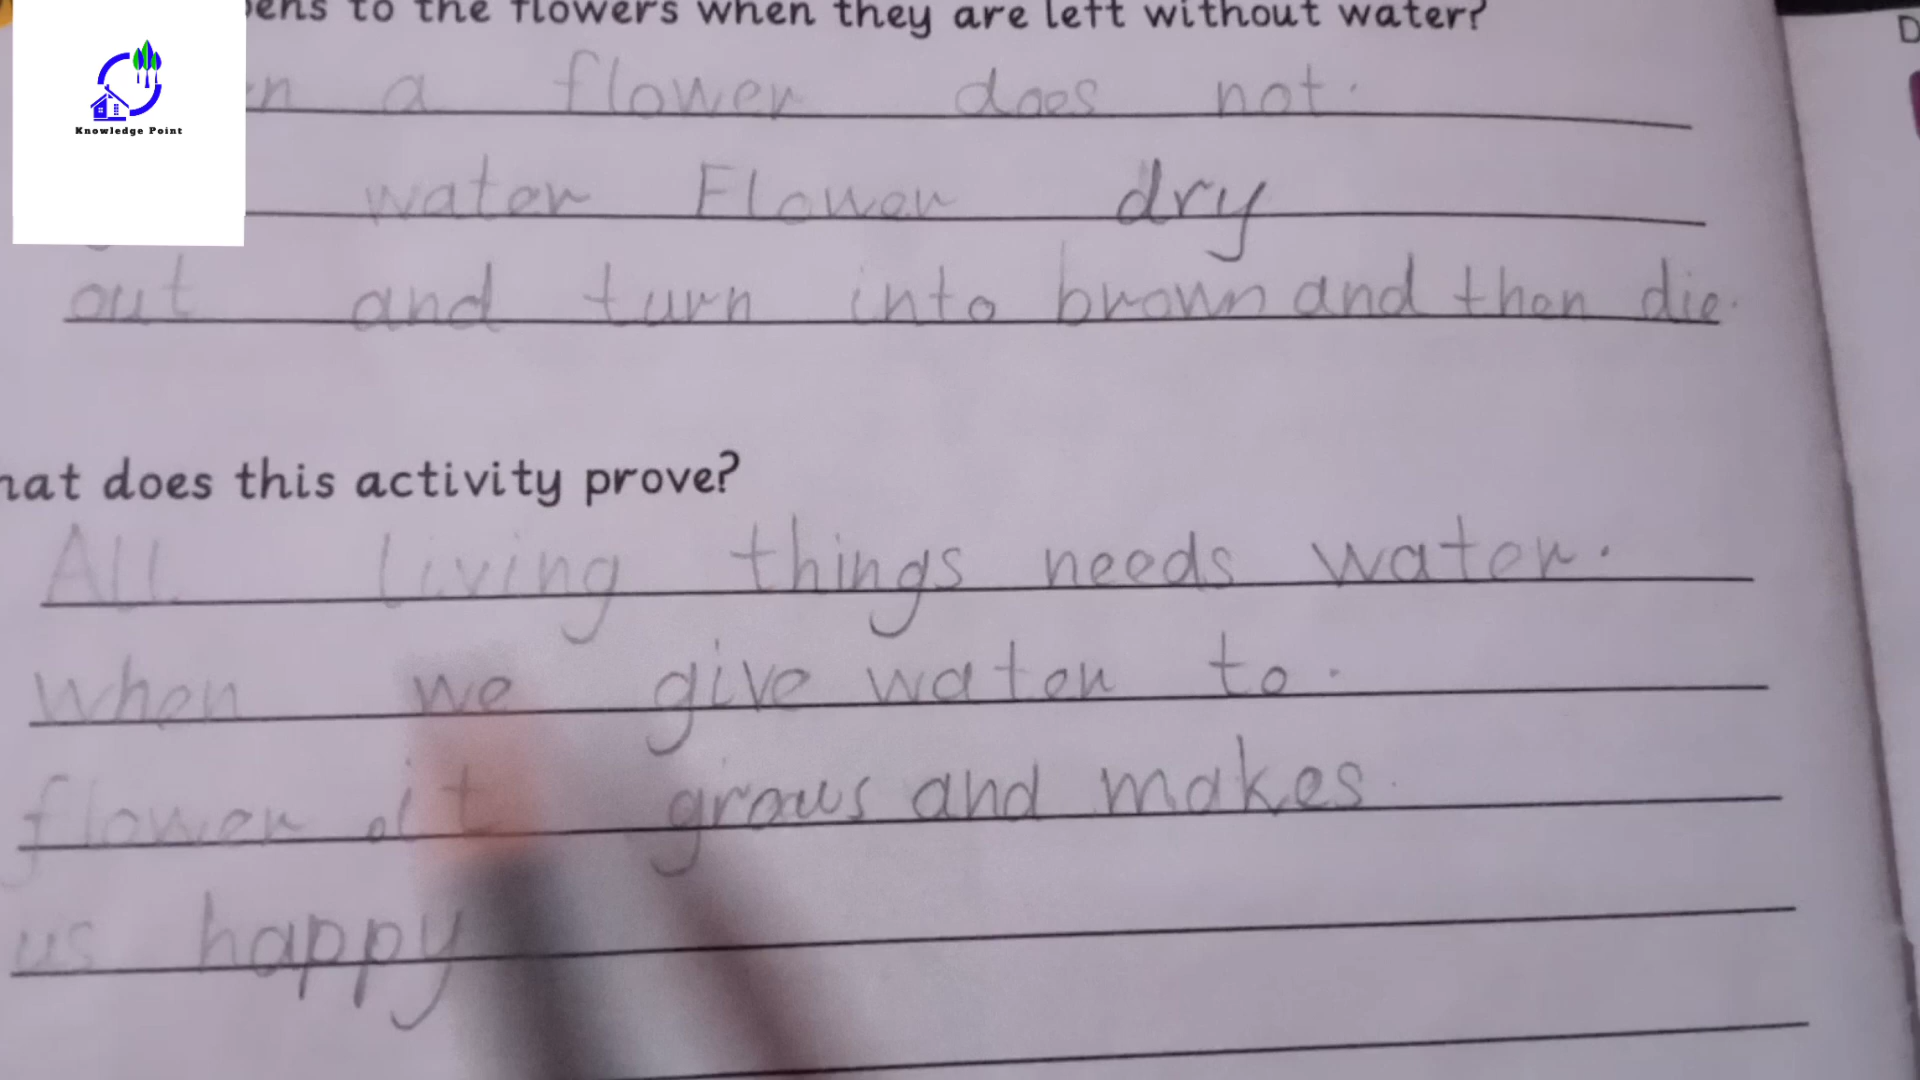 ens to the flowers when they are left without water?
Knowledge Point
n a flower does not.
water Flower dry
out and turn into brown and then die.
hat does this activity prove?
All living things needs water.
when we give water to.
flower it grows and makes.
us happy
D